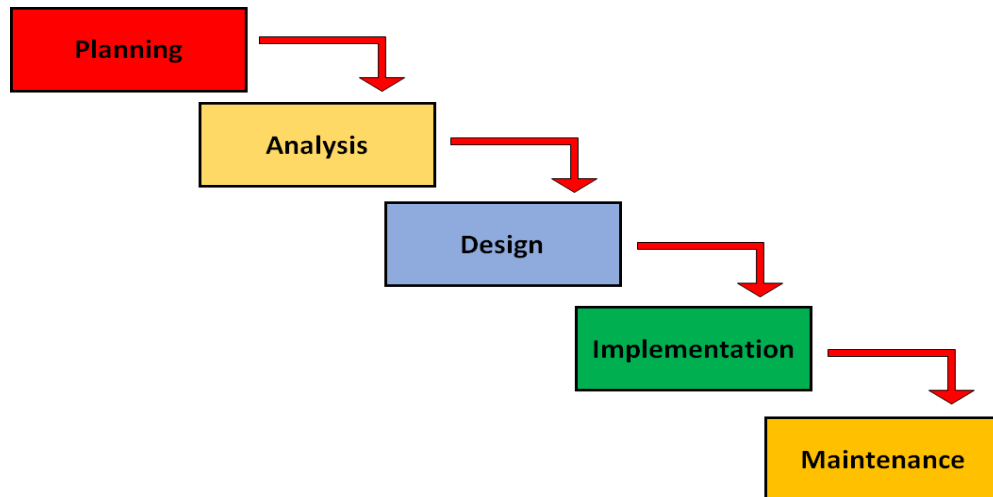 Planning
Analysis
Design
Implementation
Maintenance